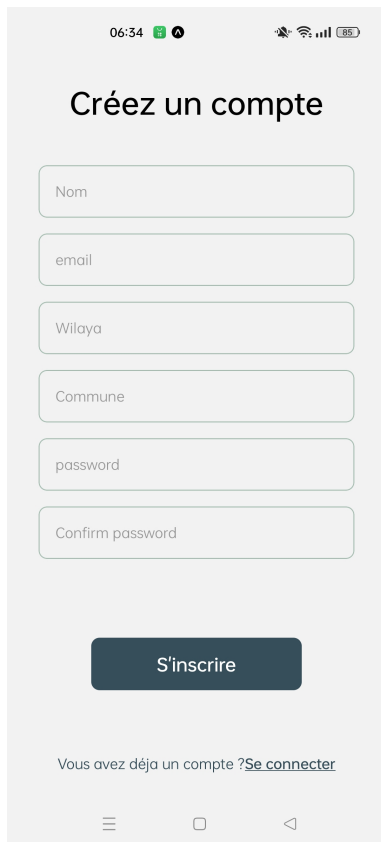 06:34
85
Créez un compte
Nom
email
Wilaya
Commune
password
Confirm password
S'inscrire
Vous avez déja un compte ?Se connecter